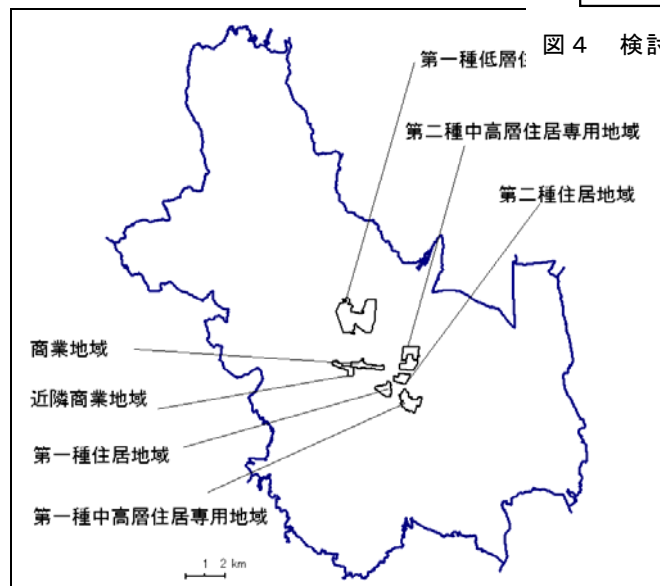 図4 検討
第一種低層住
第二種中高層住居専用地域
第二種住居地域
商業地域
近隣商業地域
第一種住居地域
第一種中高層住居専用地域
1 2 km